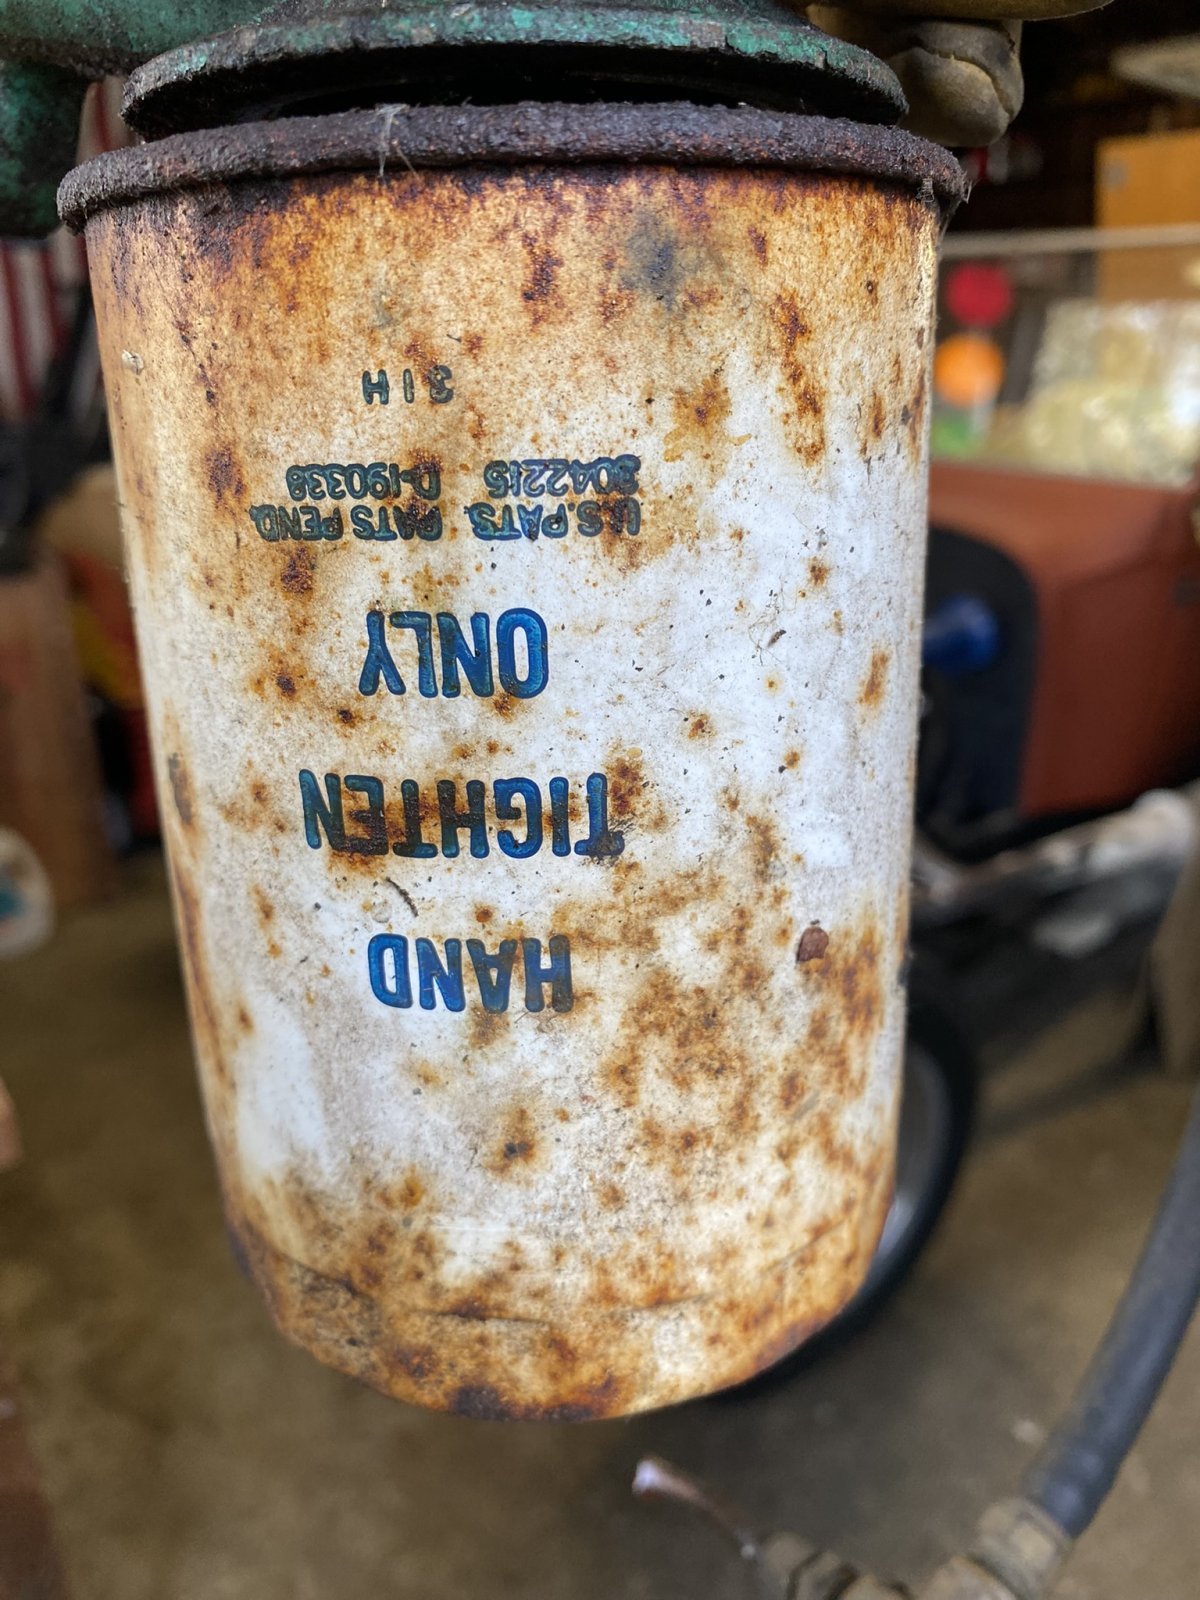 HAND
TIGHTEN
ONLY
U.S.PATS. PATS PEND.
3042215 D-190338
31H